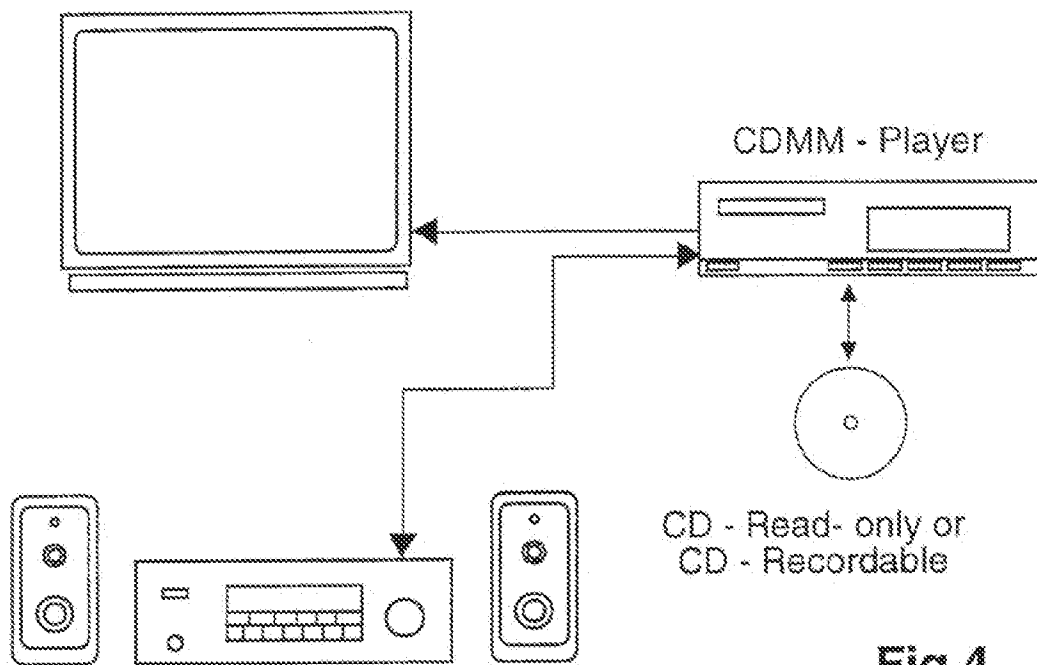 CDMM - Player
CD - Read- only or
CD - Recordable
Fig.4